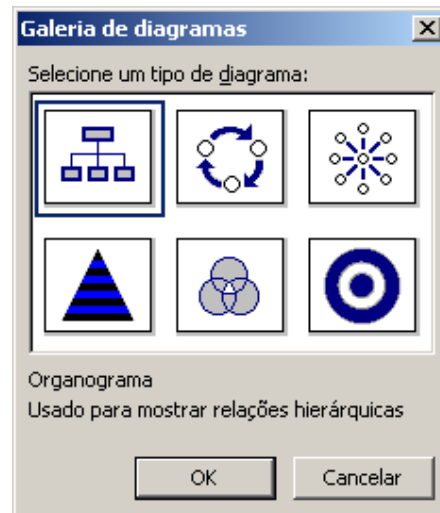 Galeria de diagramas
Selecione um tipo de diagrama:
Organograma
Usado para mostrar relações hierárquicas
OK
Cancelar